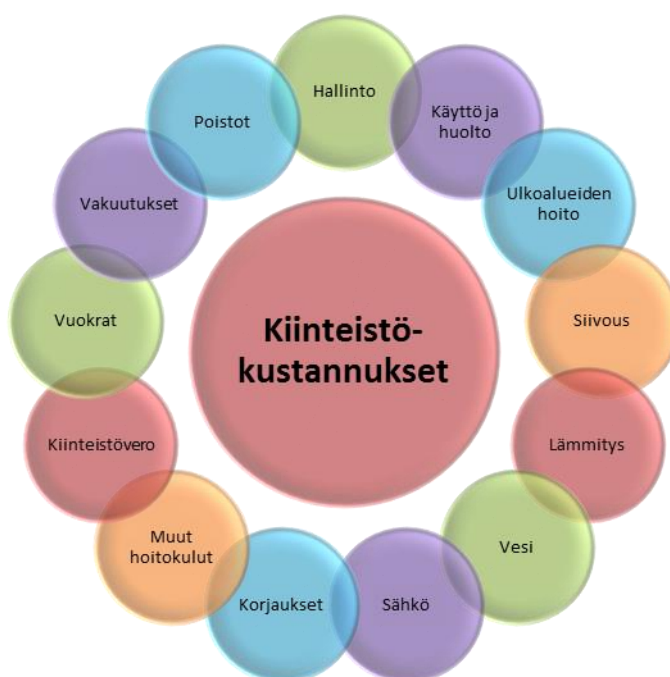 Kiinteistö-
kustannukset
Hallinto
Käyttö ja
huolto
Ulkoalueiden
hoito
Siivous
Lämmitys
Vesi
Sähkö
Korjaukset
Muut
hoitokulut
Kiinteistövero
Vuokrat
Vakuutukset
Poistot